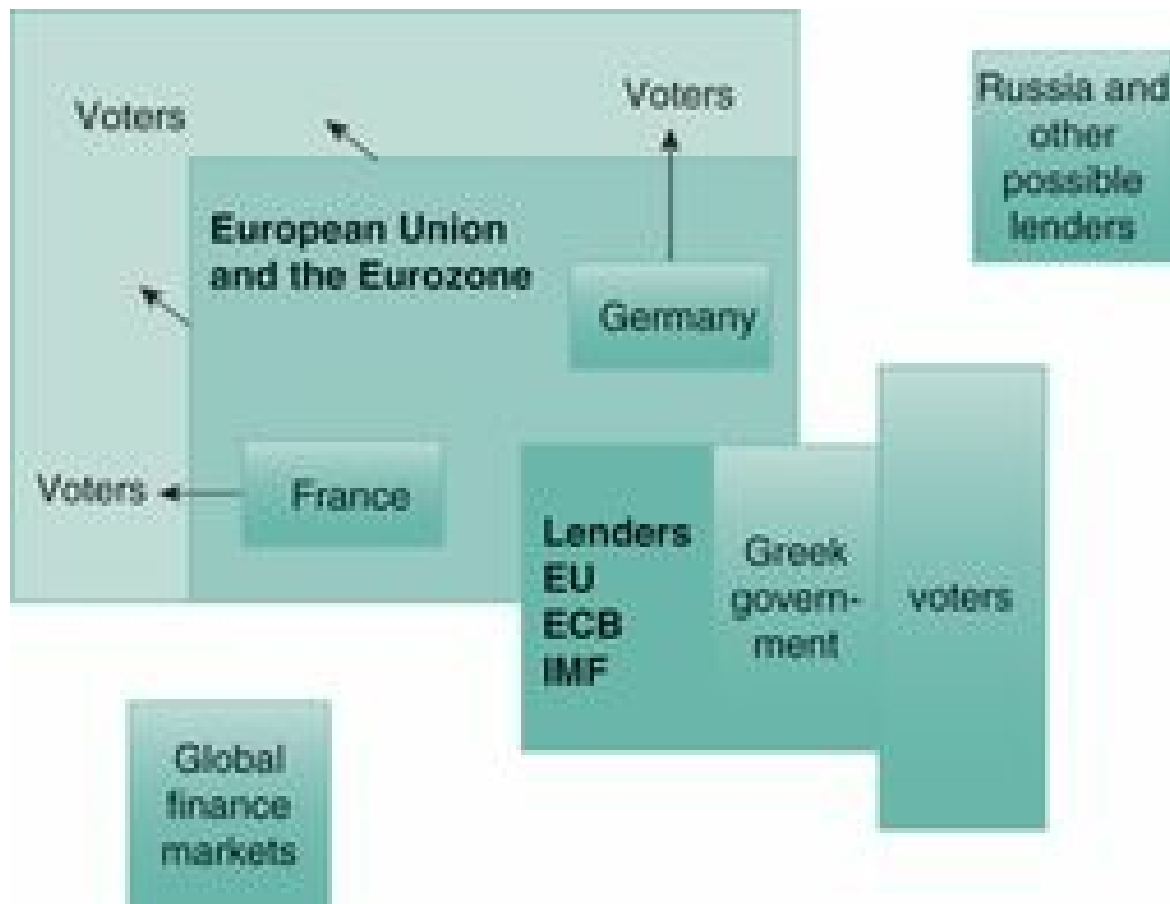 Voters
Voters
Russia and
other
possible
lenders
European Union
and the Eurozone
Germany
Voters
France
Lenders
EU
ECB
IMF
Greek
govern-
ment
voters
Global
finance
markets